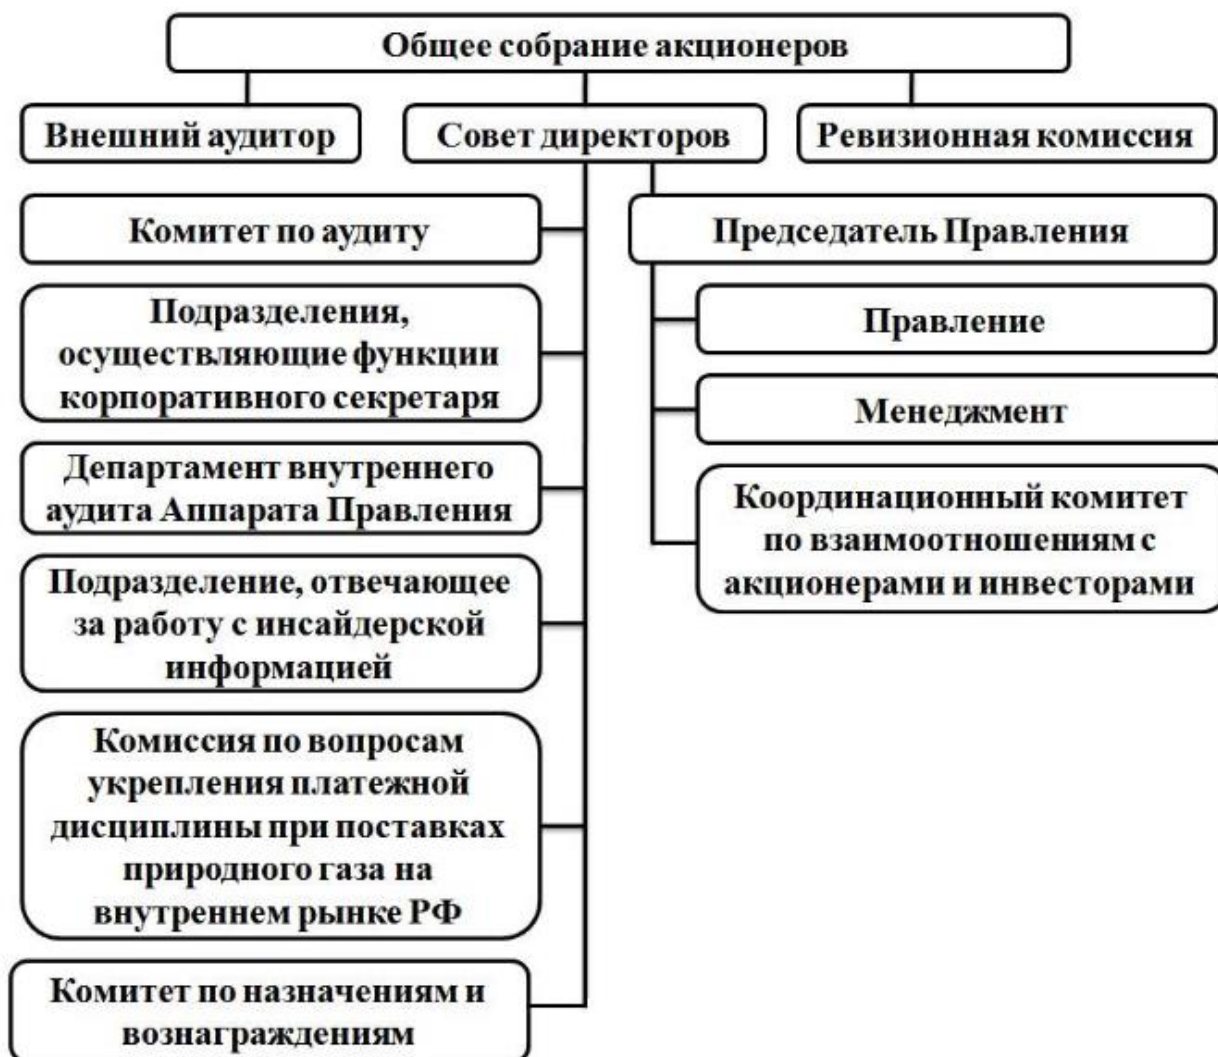 Общее собрание акционеров
Внешний аудитор
Совет директоров
Ревизионная комиссия
Комитет по аудиту
Подразделения,
осуществляющие функции
корпоративного секретаря
Департамент внутреннего
аудита Аппарата Правления
Подразделение, отвечающее
за работу с инсайдерской
информацией
Комиссия по вопросам
укрепления платежной
дисциплины при поставках
природного газа на
внутреннем рынке РФ
Комитет по назначениям и
вознаграждениям
Председатель Правления
Правление
Менеджмент
Координационный комитет
по взаимоотношениям с
акционерами и инвесторами